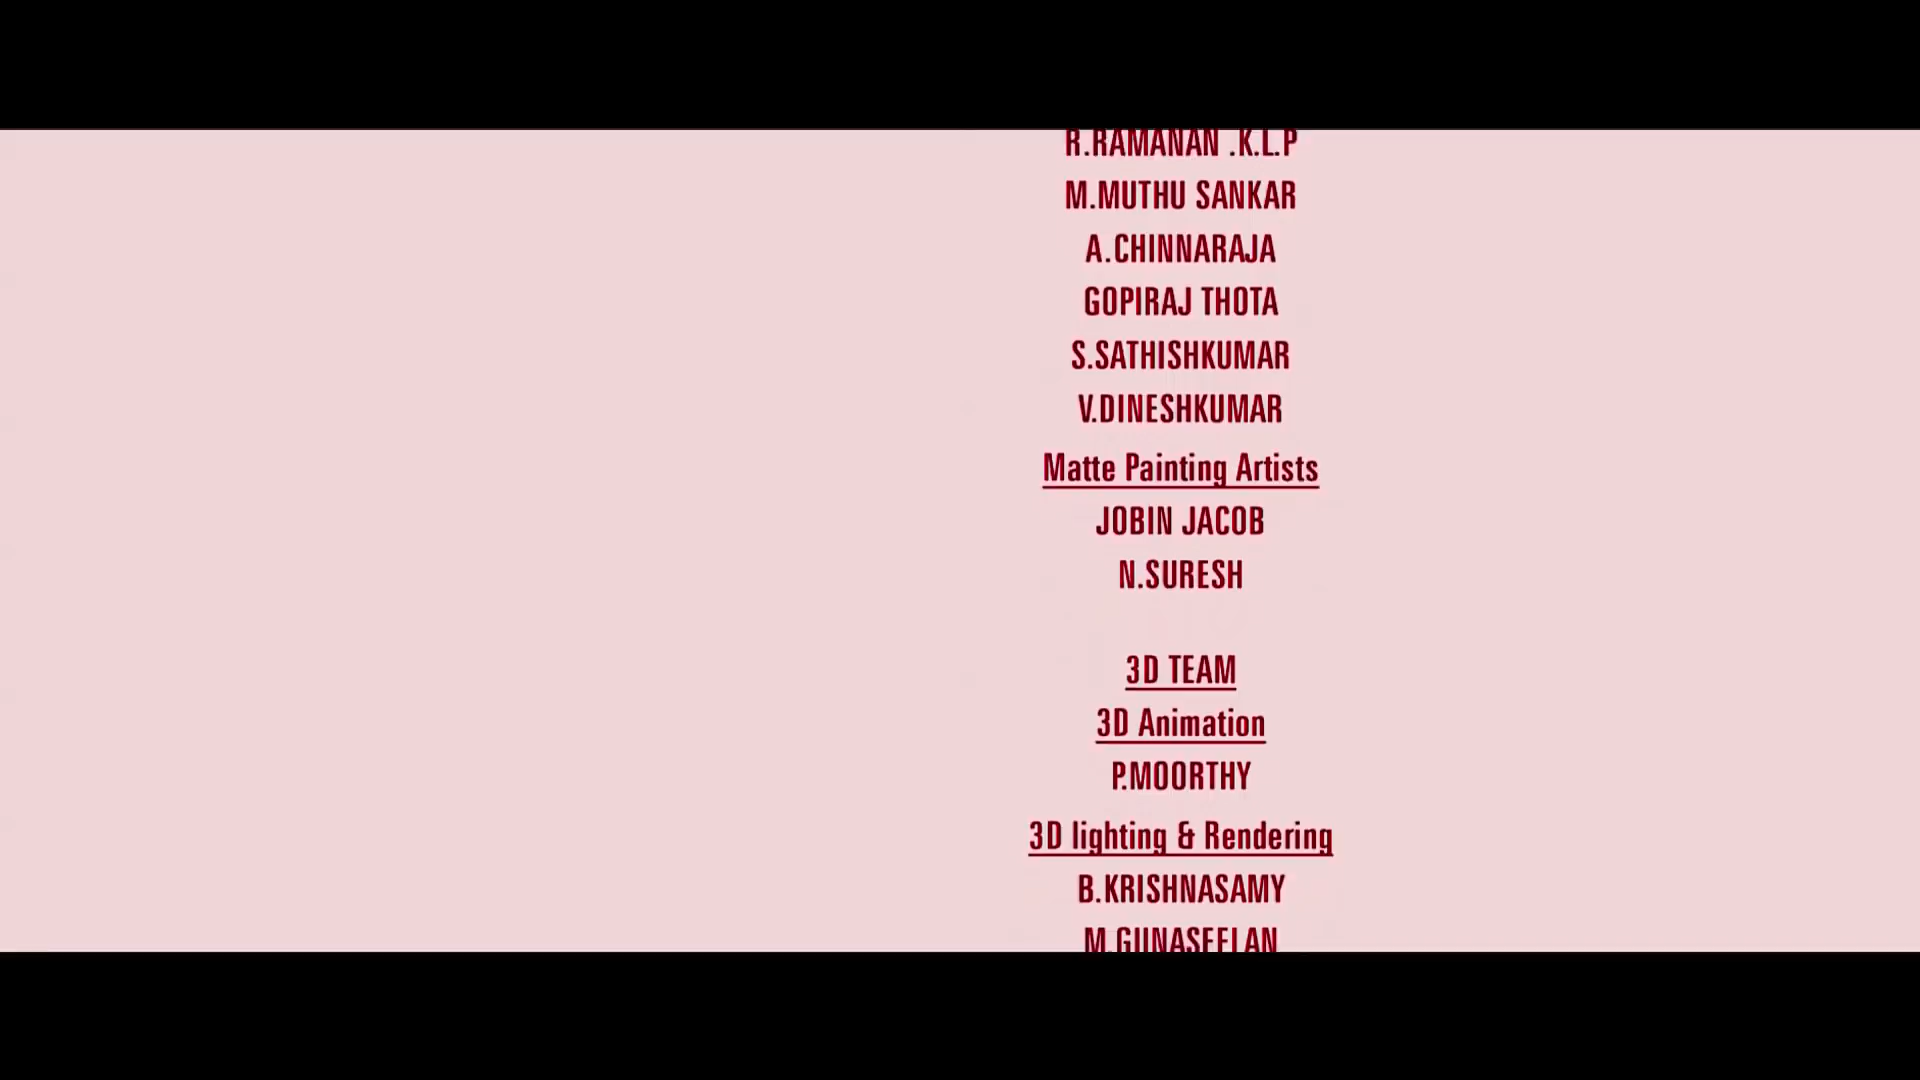 R.RAMANAN .K.L.P
M.MUTHU SANKAR
A.CHINNARAJA
GOPIRAJ THOTA
S.SATHISHKUMAR
V.DINESHKUMAR
Matte Painting Artists
JOBIN JACOB
N.SURESH
3D TEAM
3D Animation
P.MOORTHY
3D lighting & Rendering
B.KRISHNASAMY
M.GUNASEELAN